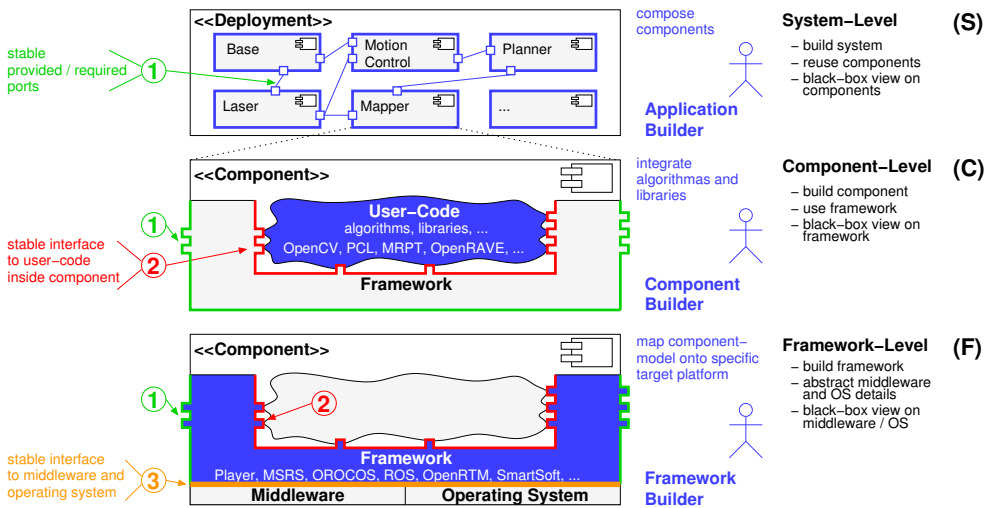 <<Deployment>>
Base
Motion
Control
Planner
Laser
Mapper
...
stable
provided / required
ports
1
compose
components
Application
Builder
System–Level
(S)
– build system
– reuse components
– black–box view on
components
<<Component>>
User–Code
algorithms, libraries, ...
OpenCV, PCL, MRPT, OpenRAVE, ...
Framework
1
stable interface
to user–code
inside component
2
integrate
algorithmas and
libraries
Component
Builder
Component–Level
(C)
– build component
– use framework
– black–box view on
framework
<<Component>>
1
2
Framework
Player, MSRS, OROCOS, ROS, OpenRTM, SmartSoft, ...
Middleware
Operating System
stable interface
to middleware and
operating system
3
map component–
model onto specific
target platform
Framework
Builder
Framework–Level
(F)
– build framework
– abstract middleware
and OS details
– black–box view on
middleware / OS